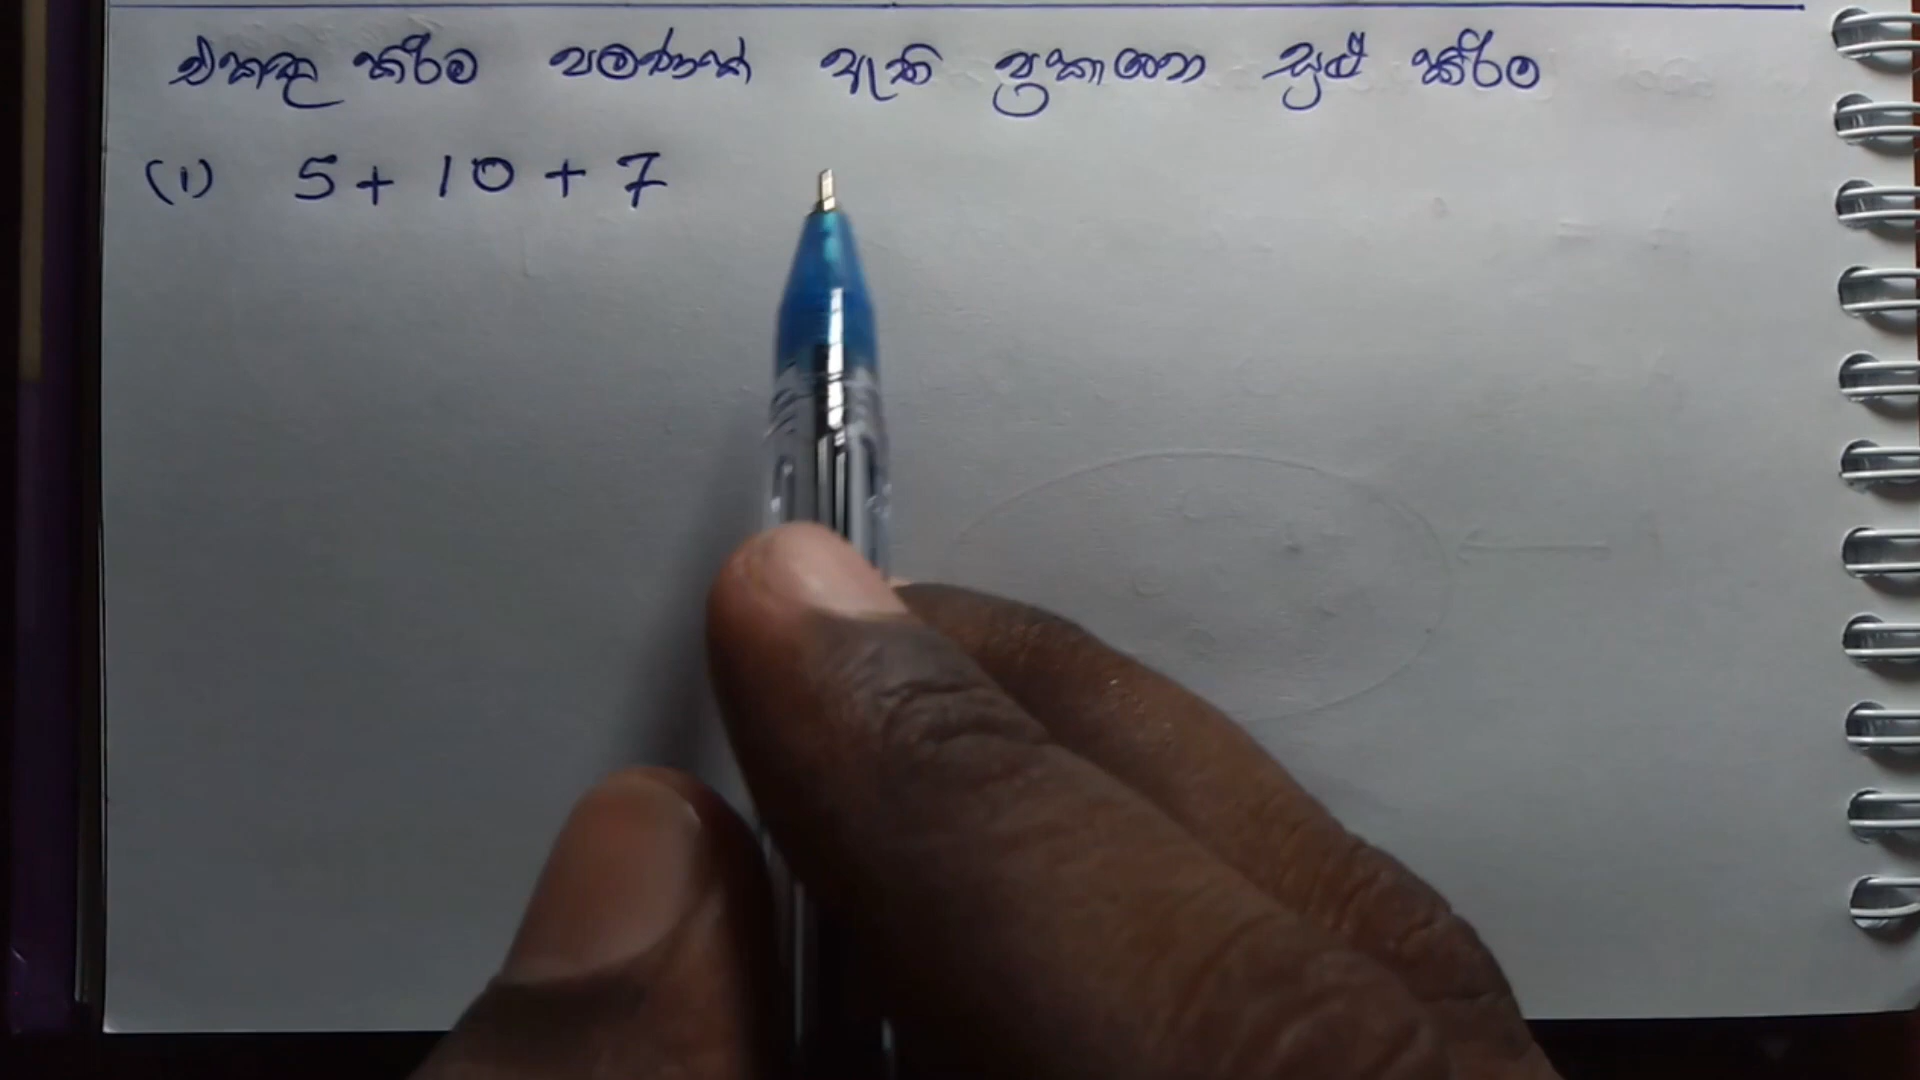 එකතු කිරීම පමණක් ඇති ප්‍රකාශන සුළු කිරීම
(1) 5 + 10 + 7